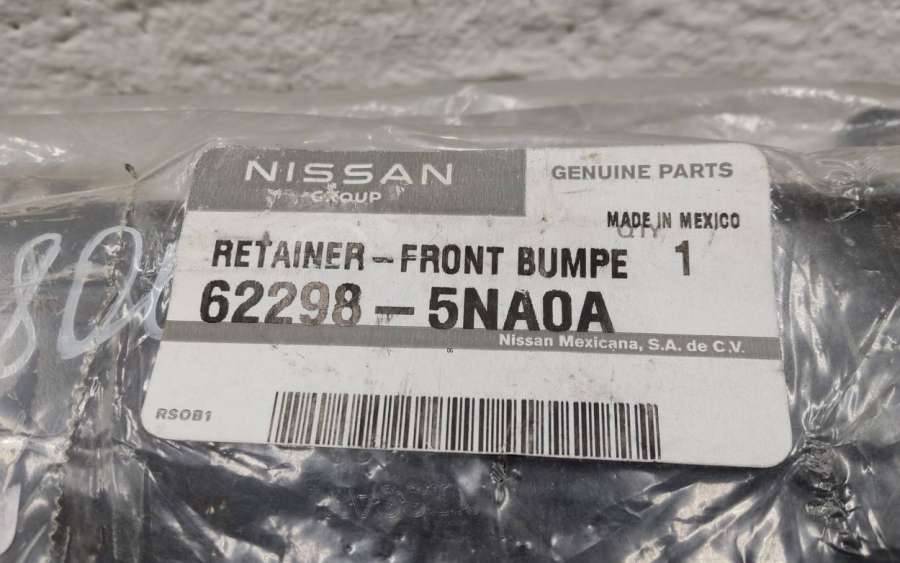 NISSAN
GROUP
GENUINE PARTS
MADE IN MEXICO
QTY
RETAINER-FRONT BUMPE 1
62298-5NA0A
Nissan Mexicana, S.A. de C.V.
RSOB1